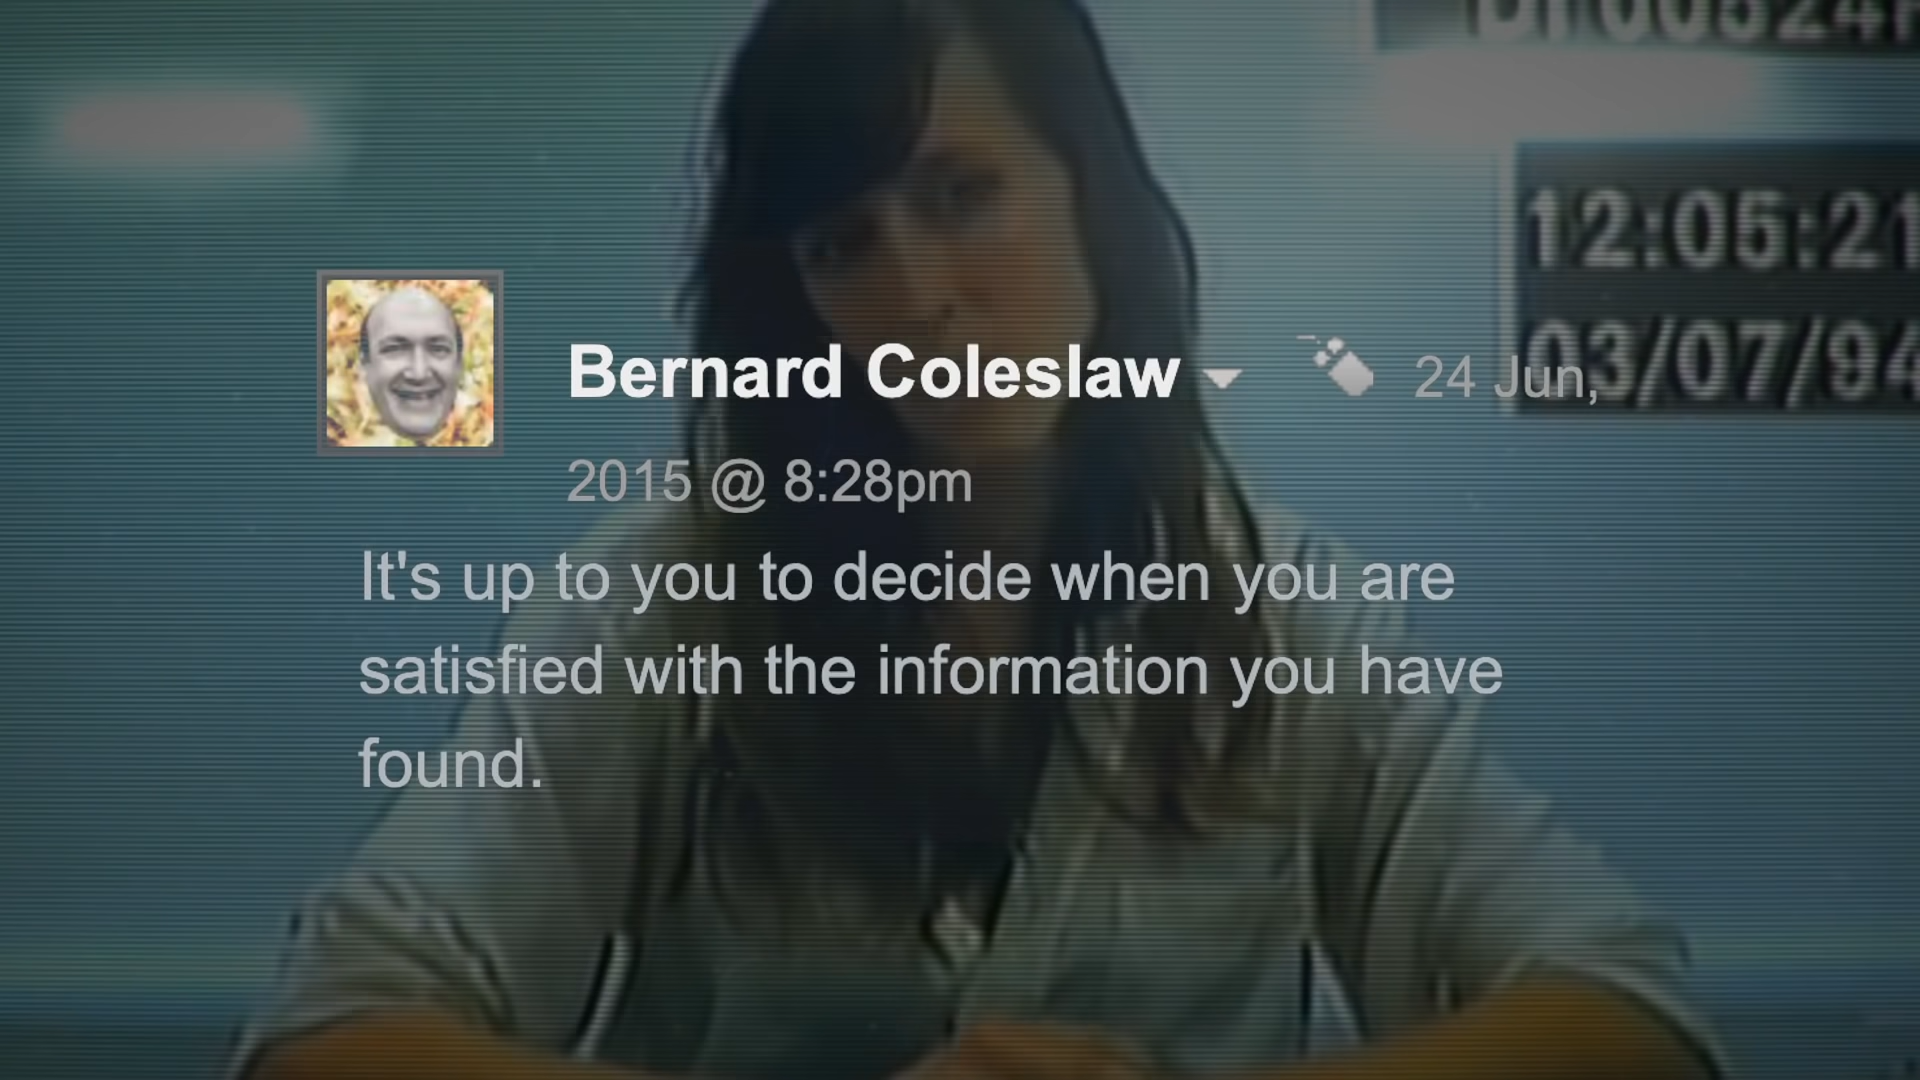 12:05:21
03/07/94
Bernard Coleslaw 24 Jun,
2015 @ 8:28pm
It's up to you to decide when you are
satisfied with the information you have
found.